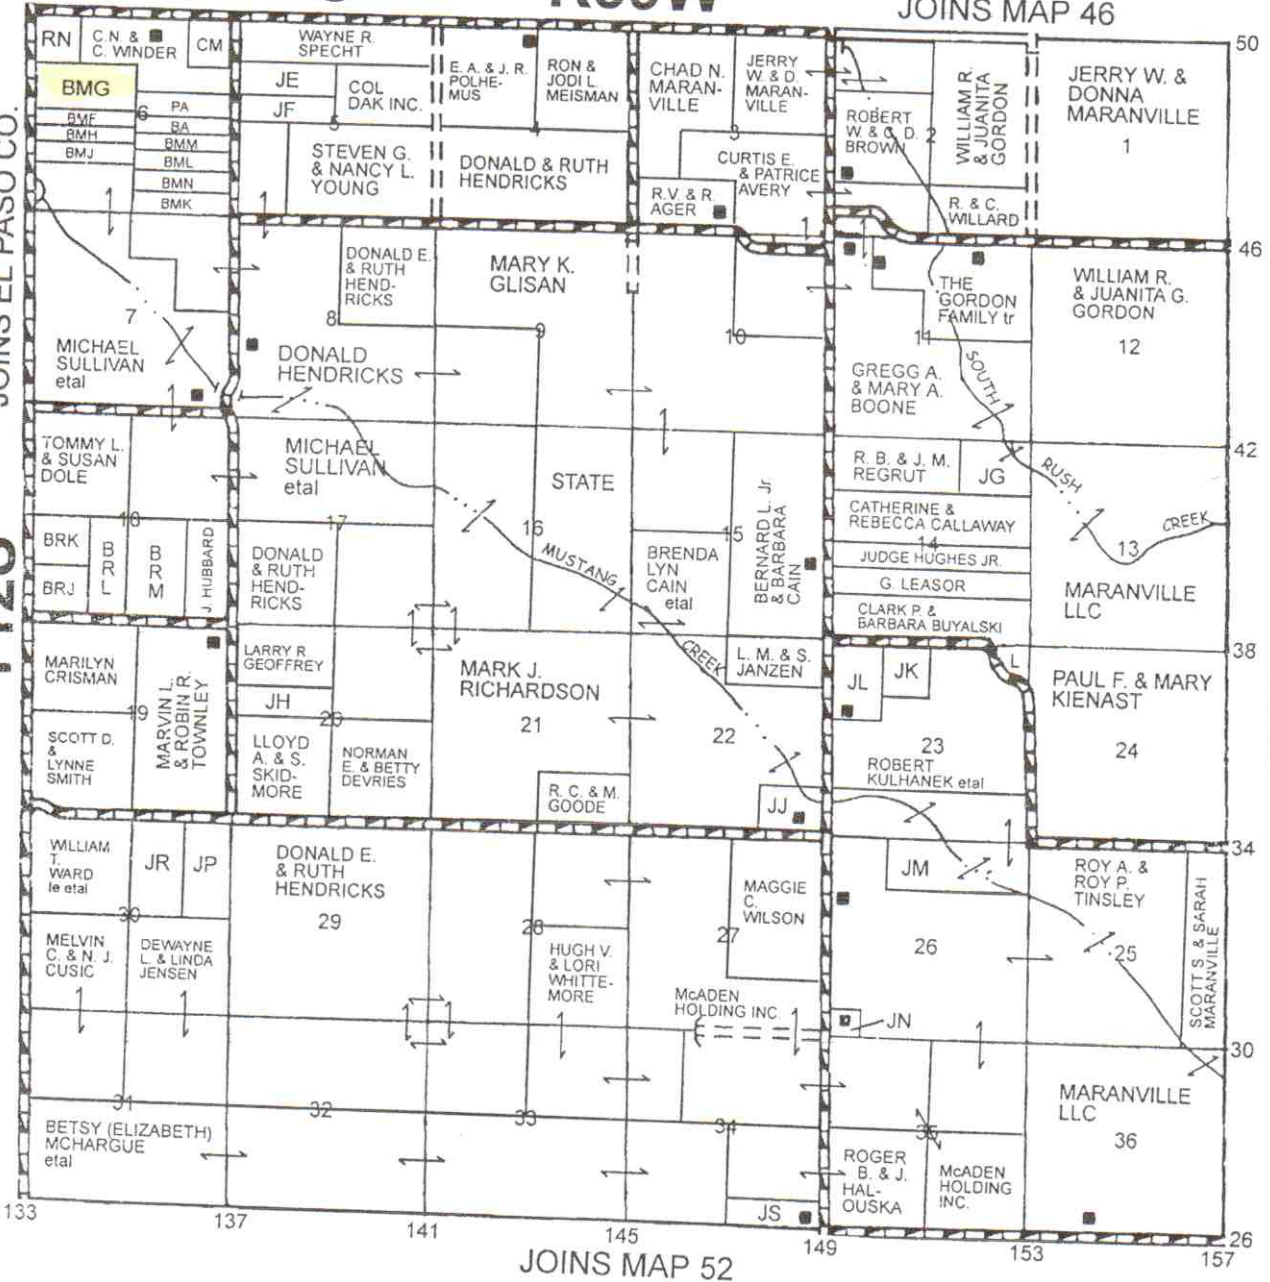 JOINS MAP 46
JOINS EL PASO CO.
50
46
42
38
34
30
26
RN
C.N. &
C. WINDER
CM
BMG
6
BMF
BMH
BMJ
PA
BA
BMM
BML
BMN
BMK
WAYNE R.
SPECHT
JE
JF
COL
DAK INC.
5
STEVEN G.
& NANCY L.
YOUNG
E. A. & J. R.
POLHE-
MUS
RON &
JODI L.
MEISMAN
4
DONALD & RUTH
HENDRICKS
CHAD N.
MARAN-
VILLE
JERRY
W. & D.
MARAN-
VILLE
3
CURTIS E.
& PATRICE
AVERY
R.V. & R.
AGER
ROBERT
W. & C. D.
BROWN
2
WILLIAM R.
& JUANITA
GORDON
R. & C.
WILLARD
JERRY W. &
DONNA
MARANVILLE
1
7
MICHAEL
SULLIVAN
etal
DONALD E.
& RUTH
HEND-
RICKS
8
DONALD
HENDRICKS
MARY K.
GLISAN
9
10
THE
GORDON
FAMILY tr
11
GREGG A.
& MARY A.
BOONE
SOUTH
RUSH
CREEK
WILLIAM R.
& JUANITA G.
GORDON
12
TOMMY L.
& SUSAN
DOLE
18
BRK
BRJ
B
R
L
B
R
M
J. HUBBARD
MICHAEL
SULLIVAN
etal
17
DONALD
& RUTH
HEND-
RICKS
STATE
16
MUSTANG
CREEK
15
BRENDA
LYN
CAIN
etal
BERNARD L. Jr.
& BARBARA
CAIN
R. B. & J. M.
REGRUT
JG
CATHERINE &
REBECCA CALLAWAY
14
JUDGE HUGHES JR.
G. LEASOR
CLARK P. &
BARBARA BUYALSKI
13
MARANVILLE
LLC
MARILYN
CRISMAN
19
SCOTT D.
&
LYNNE
SMITH
MARVIN L.
& ROBIN R.
TOWNLEY
LARRY R.
GEOFFREY
JH
20
LLOYD
A. & S.
SKID-
MORE
NORMAN
E. & BETTY
DEVRIES
MARK J.
RICHARDSON
21
R. C. & M.
GOODE
L. M. & S.
JANZEN
22
JJ
JL
JK
L
23
ROBERT
KULHANEK etal
PAUL F. & MARY
KIENAST
24
WILLIAM
T.
WARD
le etal
JR
JP
30
MELVIN
C. & N. J.
CUSIC
DEWAYNE
L. & LINDA
JENSEN
DONALD E.
& RUTH
HENDRICKS
29
28
HUGH V.
& LORI
WHITTE-
MORE
MAGGIE
C.
WILSON
27
McADEN
HOLDING INC.
JM
26
JN
ROY A. &
ROY P.
TINSLEY
25
SCOTT S. & SARAH
MARANVILLE
31
BETSY (ELIZABETH)
MCHARGUE
etal
32
33
34
JS
35
ROGER
B. & J.
HAL-
OUSKA
McADEN
HOLDING
INC.
MARANVILLE
LLC
36
133
137
141
145
149
153
157
JOINS MAP 52